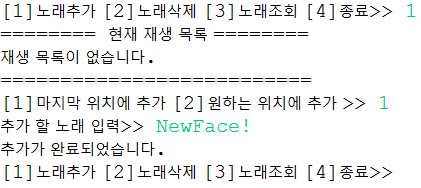 [1]노래추가 [2]노래삭제 [3]노래조회 [4]종료>> 1
======== 현재 재생 목록 ========
재생 목록이 없습니다.
==========================
[1]마지막 위치에 추가 [2]원하는 위치에 추가 >> 1
추가 할 노래 입력>> NewFace!
추가가 완료되었습니다.
[1]노래추가 [2]노래삭제 [3]노래조회 [4]종료>>